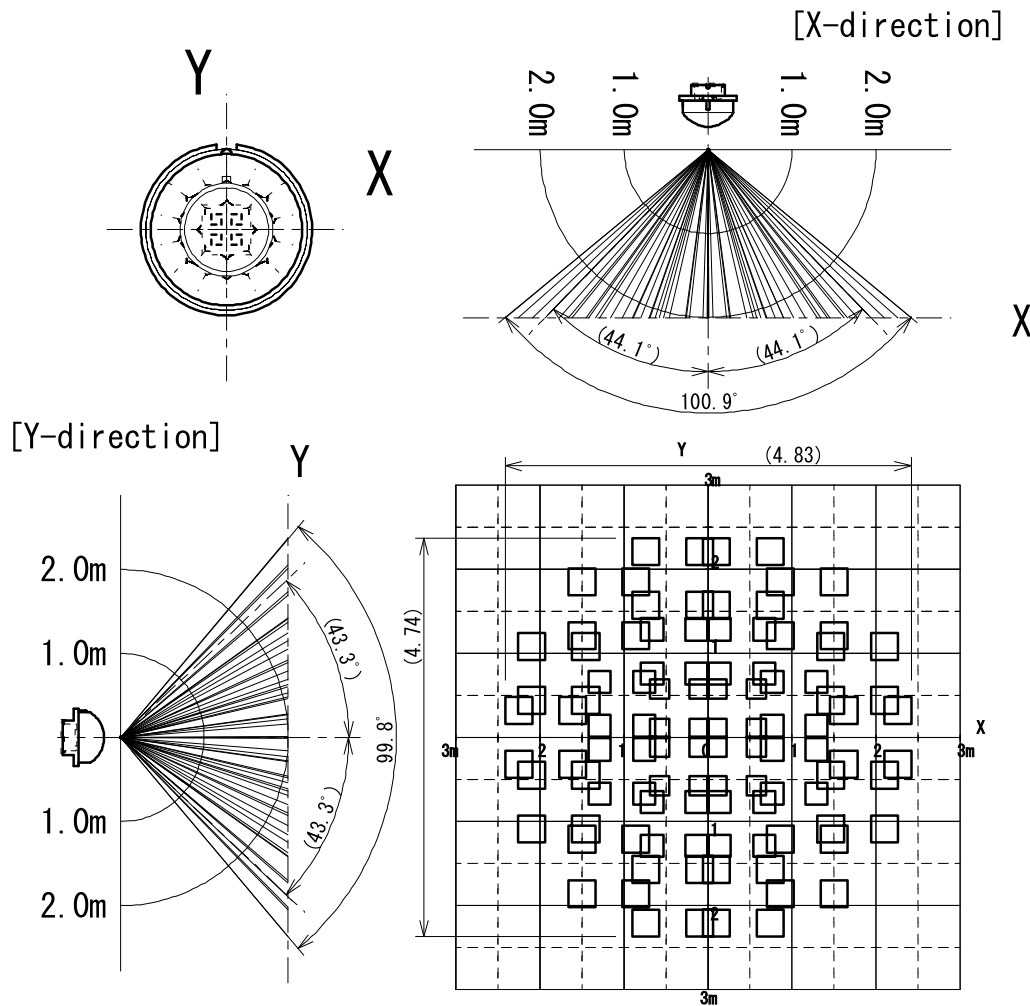 [X-direction]
Y
X
2.0m
1.0m
1.0m
2.0m
(44.1°)
(44.1°)
100.9°
X
[Y-direction]
Y
2.0m
1.0m
1.0m
2.0m
(43.3°)
(43.3°)
99.8°
Y
(4.83)
(4.74)
3m
2
1
3m
2
1
0
1
2
3m
X
1
2
3m